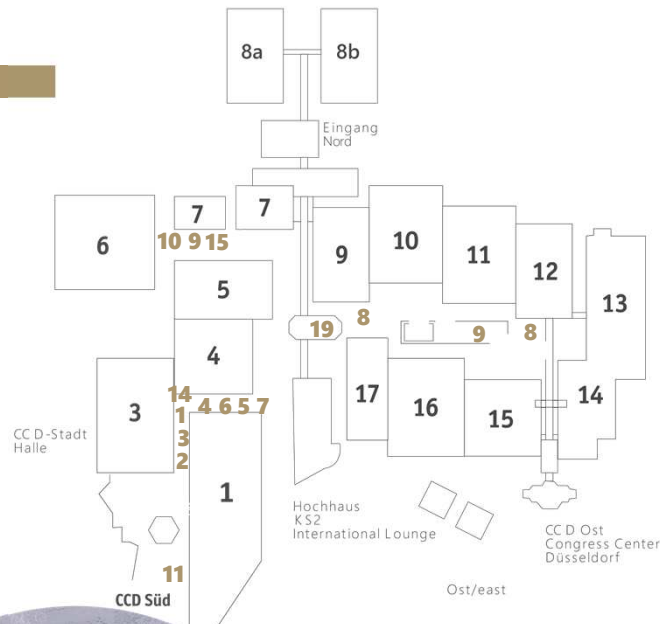 8a
8b
Eingang
Nord
7
7
6
10 9 15
9
10
11
12
13
5
19
8
9
8
4
3
14
4 6 5 7
1
3
2
17
16
15
14
CC D-Stadt
Halle
1
Hochhaus
KS2
International Lounge
CC D Ost
Congress Center
Düsseldorf
11
CCD Süd
Ost/east